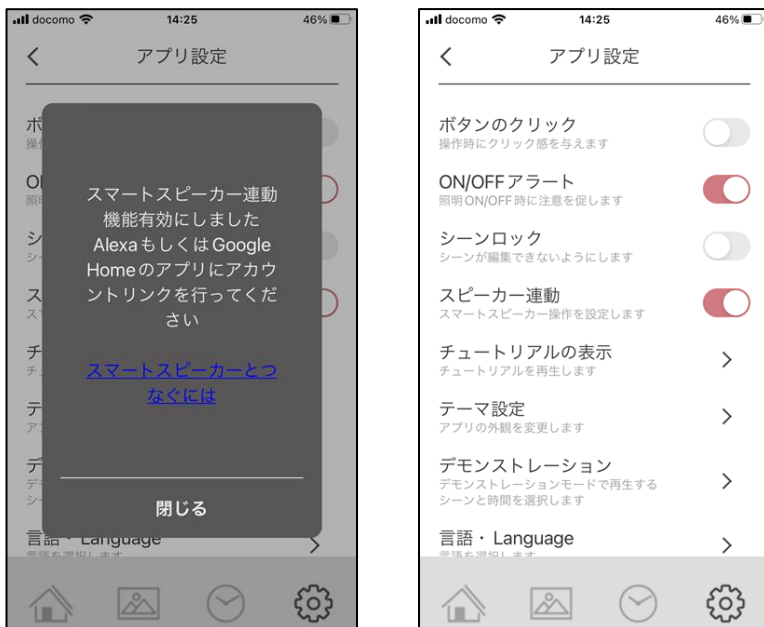 docomo 14:25 46%
アプリ設定
スマートスピーカー連動
機能有効にしました
AlexaもしくはGoogle
Homeのアプリにアカウ
ントリンクを行ってくだ
さい
スマートスピーカーとつ
なぐには
閉じる
言語・Language
docomo 14:25 46%
アプリ設定
ボタンのクリック
操作時にクリック感を与えます
ON/OFFアラート
照明ON/OFF時に注意を促します
シーンロック
シーンが編集できないようにします
スピーカー連動
スマートスピーカー操作を設定します
チュートリアルの表示
チュートリアルを再生します
テーマ設定
アプリの外観を変更します
デモンストレーション
デモンストレーションモードで再生する
シーンと時間を選択します
言語・Language
言語を選択します